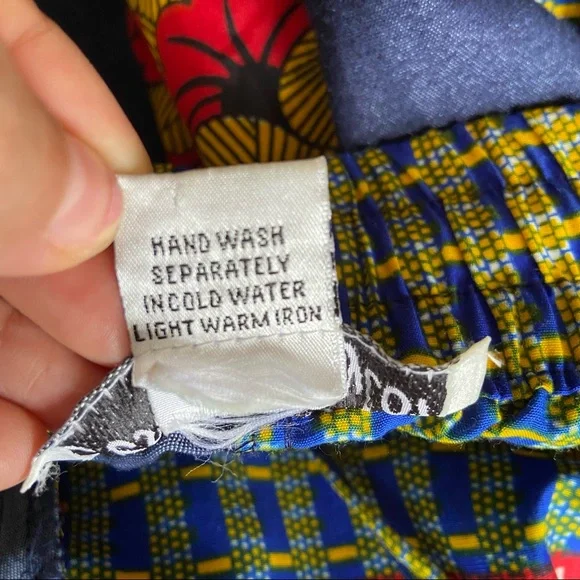 HAND WASH
SEPARATELY
IN COLD WATER
LIGHT WARM IRON